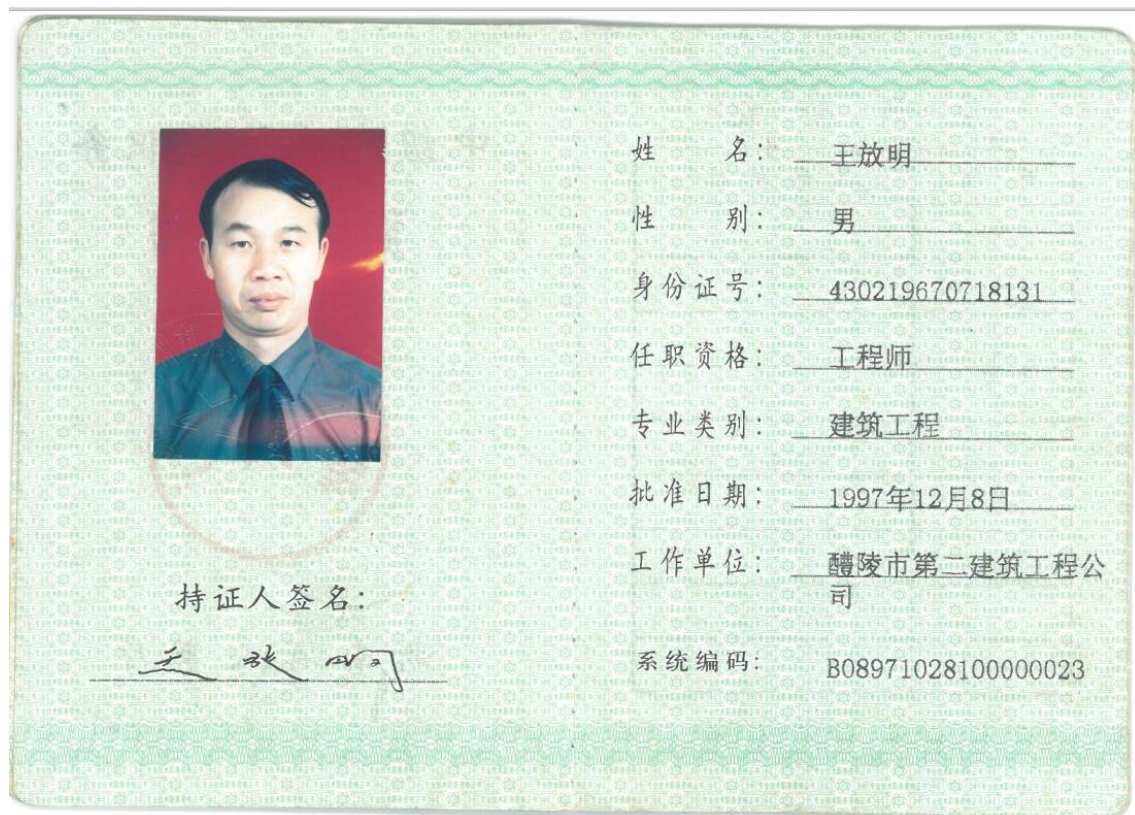 持证人签名:
王放明
姓 名: 王放明
性 别: 男
身份证号: 430219670718131
任职资格: 工程师
专业类别: 建筑工程
批准日期: 1997年12月8日
工作单位: 醴陵市第二建筑工程公
司
系统编码: B08971028100000023